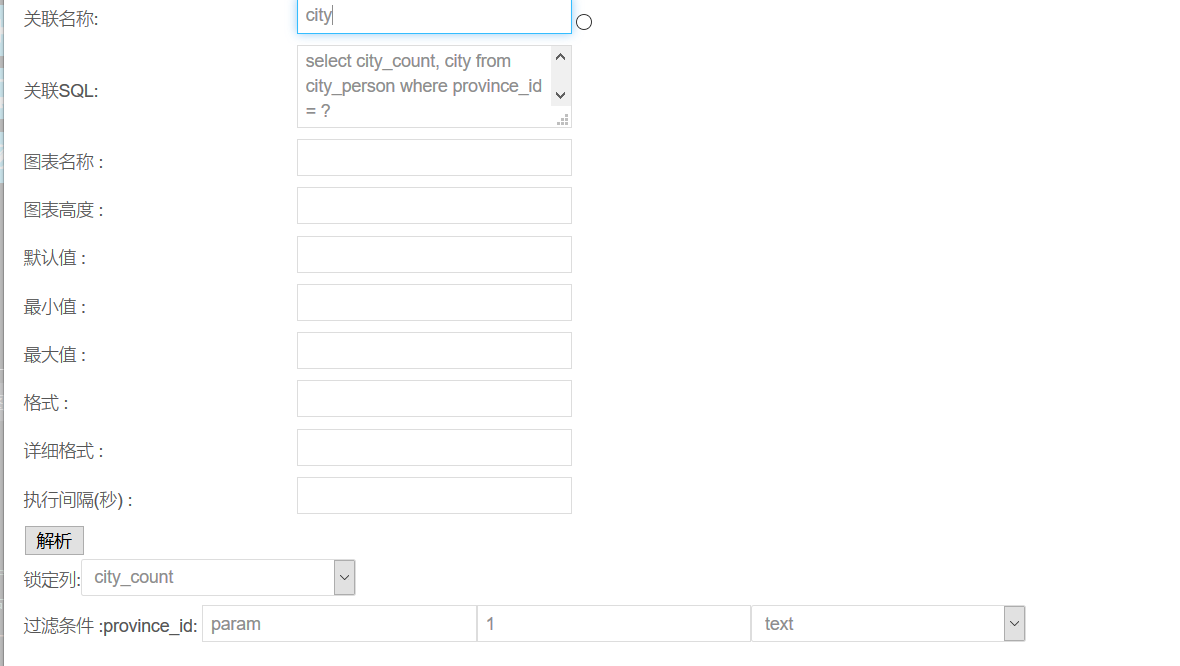 关联名称: city
关联SQL: select city_count, city from
city_person where province_id
= ?
图表名称 :
图表高度 :
默认值 :
最小值 :
最大值 :
格式 :
详细格式 :
执行间隔(秒) :
解析
锁定列: city_count
过滤条件 :province_id: param 1 text